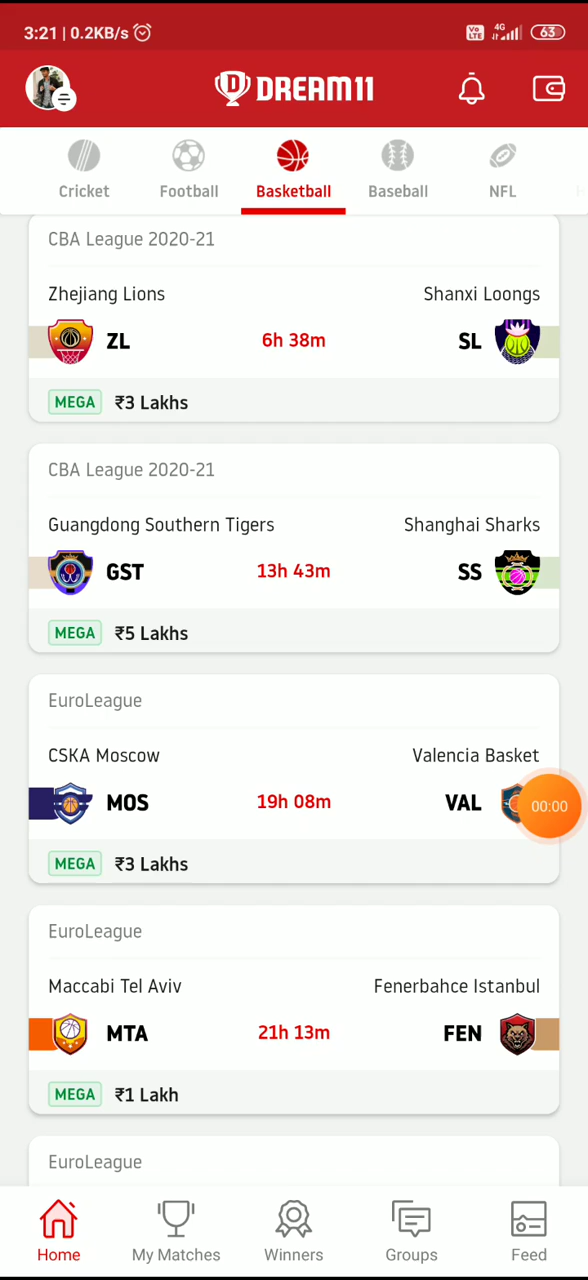 3:21 | 0.2KB/s Vo LTE 4G 63
D DREAM11
Cricket Football Basketball Baseball NFL
CBA League 2020-21
Zhejiang Lions Shanxi Loongs
ZL 6h 38m SL
MEGA ₹3 Lakhs
CBA League 2020-21
Guangdong Southern Tigers Shanghai Sharks
GST 13h 43m SS
MEGA ₹5 Lakhs
EuroLeague
CSKA Moscow Valencia Basket
MOS 19h 08m VAL 00:00
MEGA ₹3 Lakhs
EuroLeague
Maccabi Tel Aviv Fenerbahce Istanbul
MTA 21h 13m FEN
MEGA ₹1 Lakh
EuroLeague
Home My Matches Winners Groups Feed